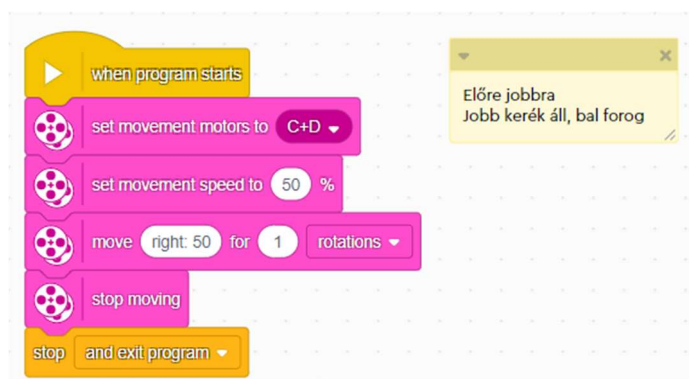 when program starts
set movement motors to C+D
set movement speed to 50 %
move right: 50 for 1 rotations
stop moving
stop and exit program
Előre jobbra
Jobb kerék áll, bal forog